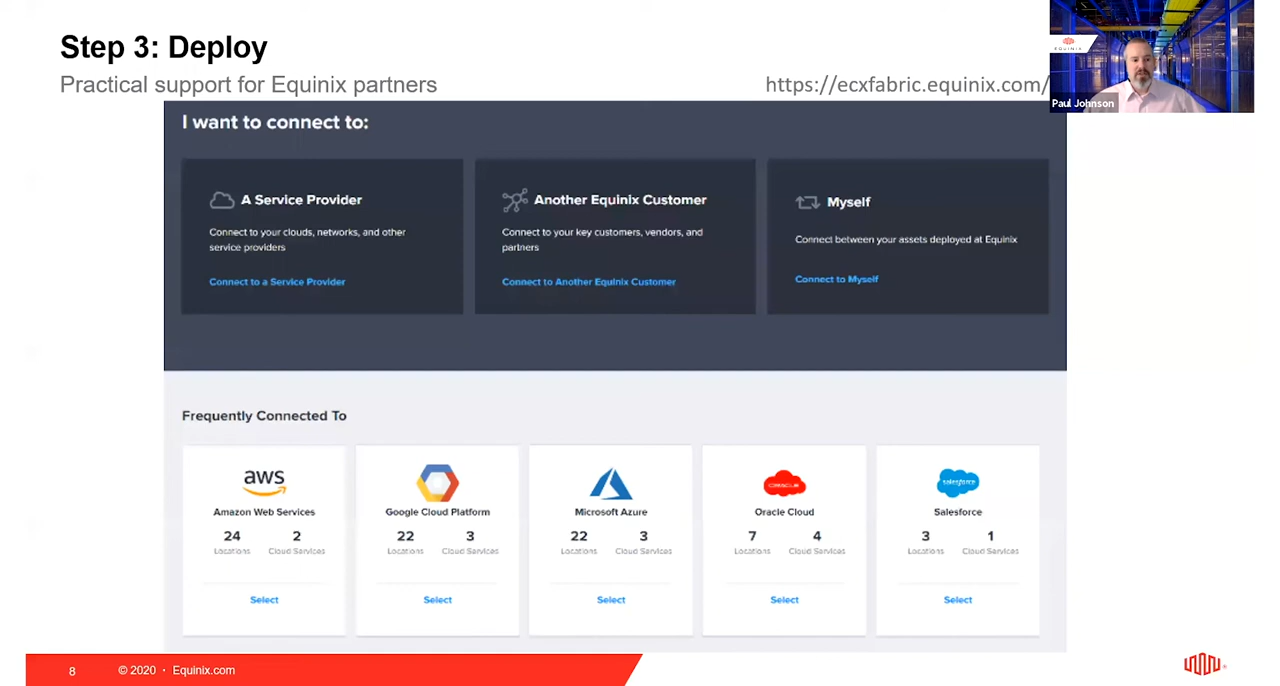 Step 3: Deploy
Practical support for Equinix partners
https://ecxfabric.equinix.com/
EQUINIX
Paul Johnson
I want to connect to:
A Service Provider
Connect to your clouds, networks, and other
service providers
Connect to a Service Provider
Another Equinix Customer
Connect to your key customers, vendors, and
partners
Connect to Another Equinix Customer
Myself
Connect between your assets deployed at Equinix
Connect to Myself
Frequently Connected To
aws
Amazon Web Services
24 2
Locations Cloud Services
Select
Google Cloud Platform
22 3
Locations Cloud Services
Select
Microsoft Azure
22 3
Locations Cloud Services
Select
ORACLE
Oracle Cloud
7 4
Locations Cloud Services
Select
salesforce
Salesforce
3 1
Locations Cloud Services
Select
8 © 2020 · Equinix.com